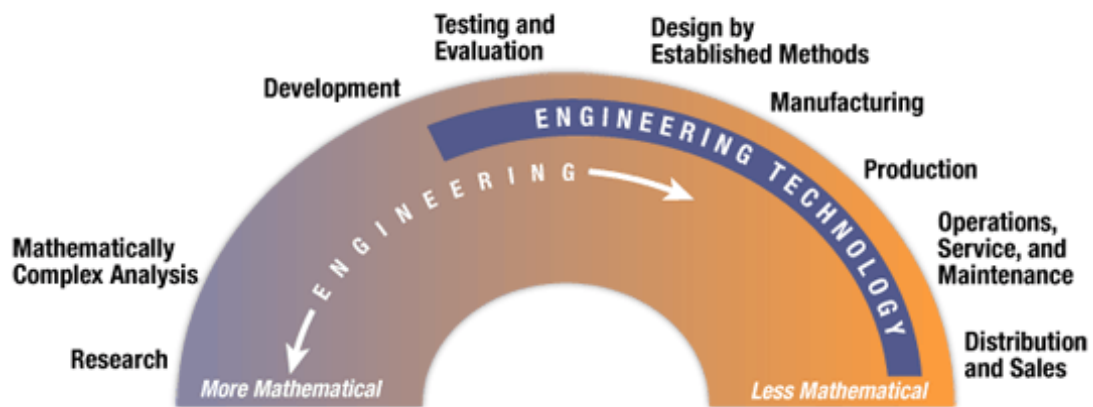 Testing and
Evaluation
Design by
Established Methods
Development
Manufacturing
ENGINEERING TECHNOLOGY
ENGINEERING
Production
Mathematically
Complex Analysis
Operations,
Service, and
Maintenance
Research
Distribution
and Sales
More Mathematical
Less Mathematical